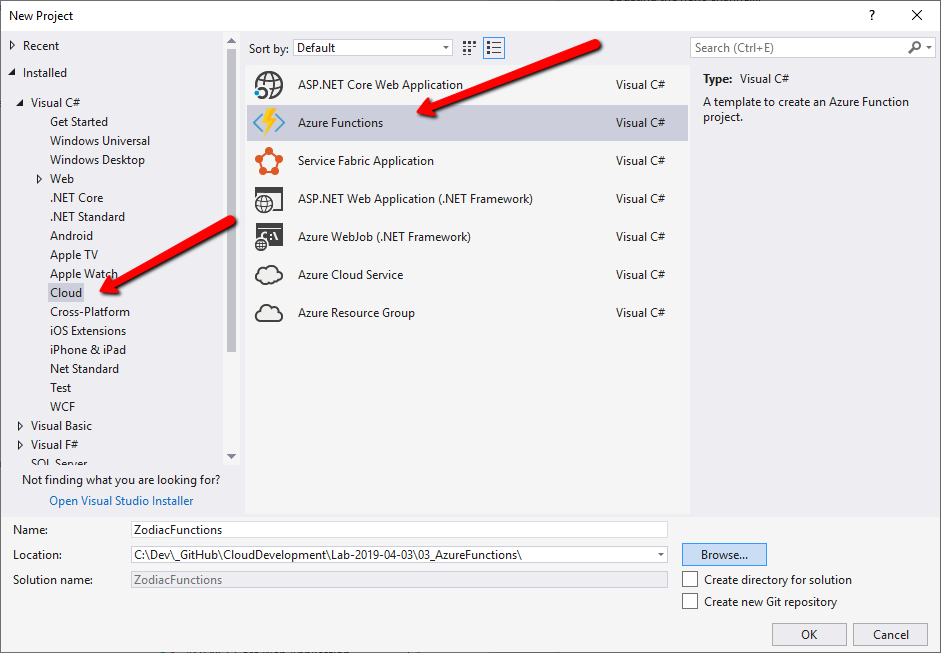 New Project
?
Recent
Installed
Visual C#
Get Started
Windows Universal
Windows Desktop
Web
.NET Core
.NET Standard
Android
Apple TV
Apple Watch
Cloud
Cross-Platform
iOS Extensions
iPhone & iPad
Net Standard
Test
WCF
Visual Basic
Visual F#
SQL Server
Not finding what you are looking for?
Open Visual Studio Installer
Sort by: Default
ASP.NET Core Web Application Visual C#
Azure Functions Visual C#
Service Fabric Application Visual C#
ASP.NET Web Application (.NET Framework) Visual C#
Azure WebJob (.NET Framework) Visual C#
Azure Cloud Service Visual C#
Azure Resource Group Visual C#
Search (Ctrl+E)
Type: Visual C#
A template to create an Azure Function
project.
Name: ZodiacFunctions
Location: C:\Dev\_GitHub\CloudDevelopment\Lab-2019-04-03\03_AzureFunctions\ Browse...
Solution name: ZodiacFunctions
Create directory for solution
Create new Git repository
OK Cancel